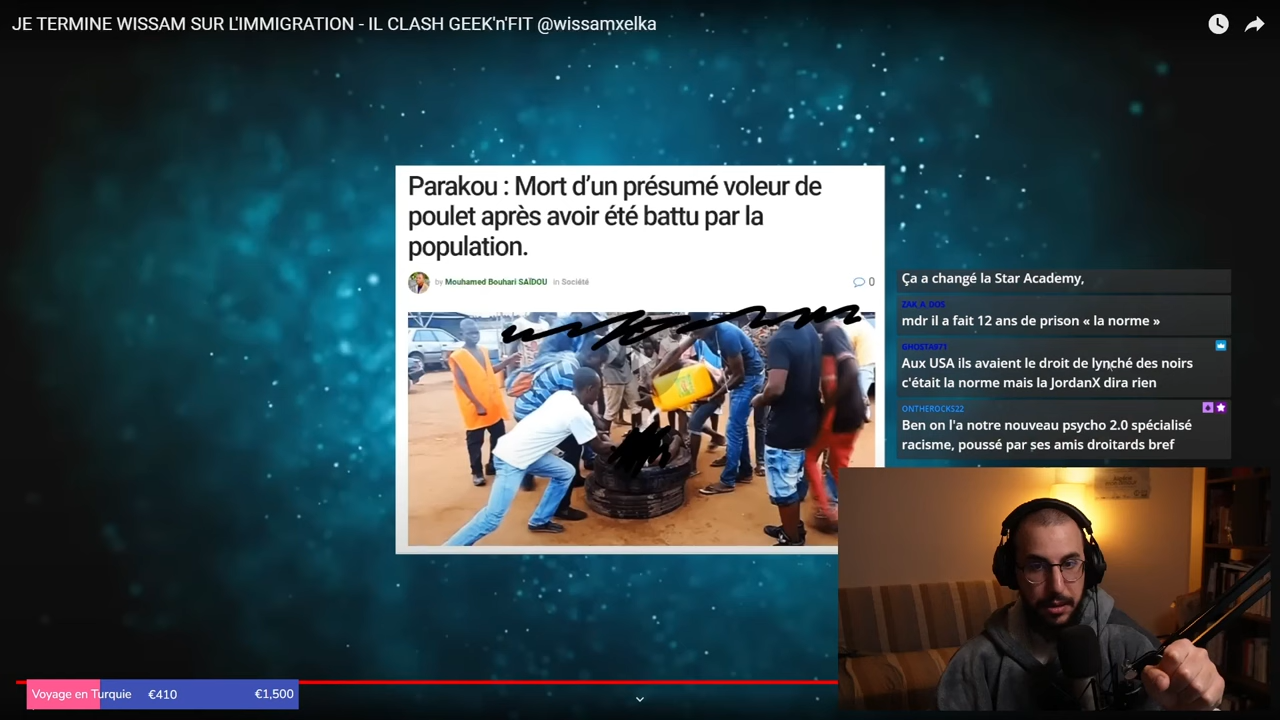 JE TERMINE WISSAM SUR L'IMMIGRATION - IL CLASH GEEK'n'FIT @wissamxelka
Parakou : Mort d'un présumé voleur de
poulet après avoir été battu par la
population.
by Mouhamed Bouhari SAÏDOU in Société
0
Ça a changé la Star Academy,
ZAK A DOS
mdr il a fait 12 ans de prison « la norme »
GHOSTA971
Aux USA ils avaient le droit de lynché des noirs
c'était la norme mais la JordanX dira rien
ONTHEROCKS22
Ben on l'a notre nouveau psycho 2.0 spécialisé
racisme, poussé par ses amis droitards bref
Voyage en Turquie €410 €1,500